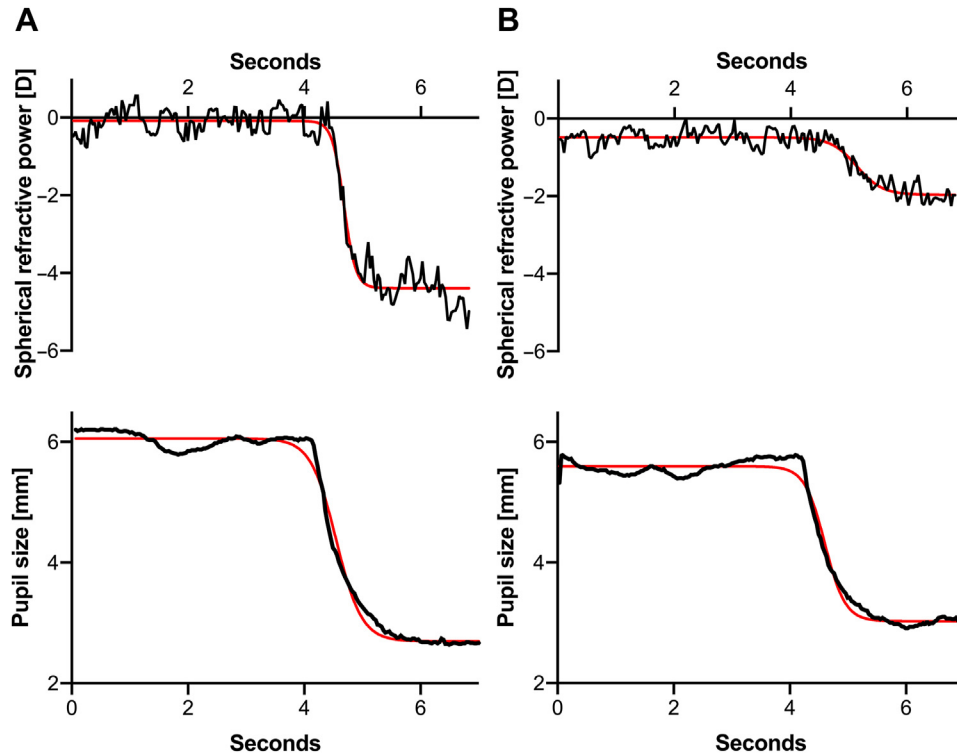 A
Seconds
2 4 6
Spherical refractive power [D]
0
–2
–4
–6
B
Seconds
2 4 6
Spherical refractive power [D]
0
–2
–4
–6
Pupil size [mm]
6
4
2
0 2 4 6
Seconds
Pupil size [mm]
6
4
2
0 2 4 6
Seconds